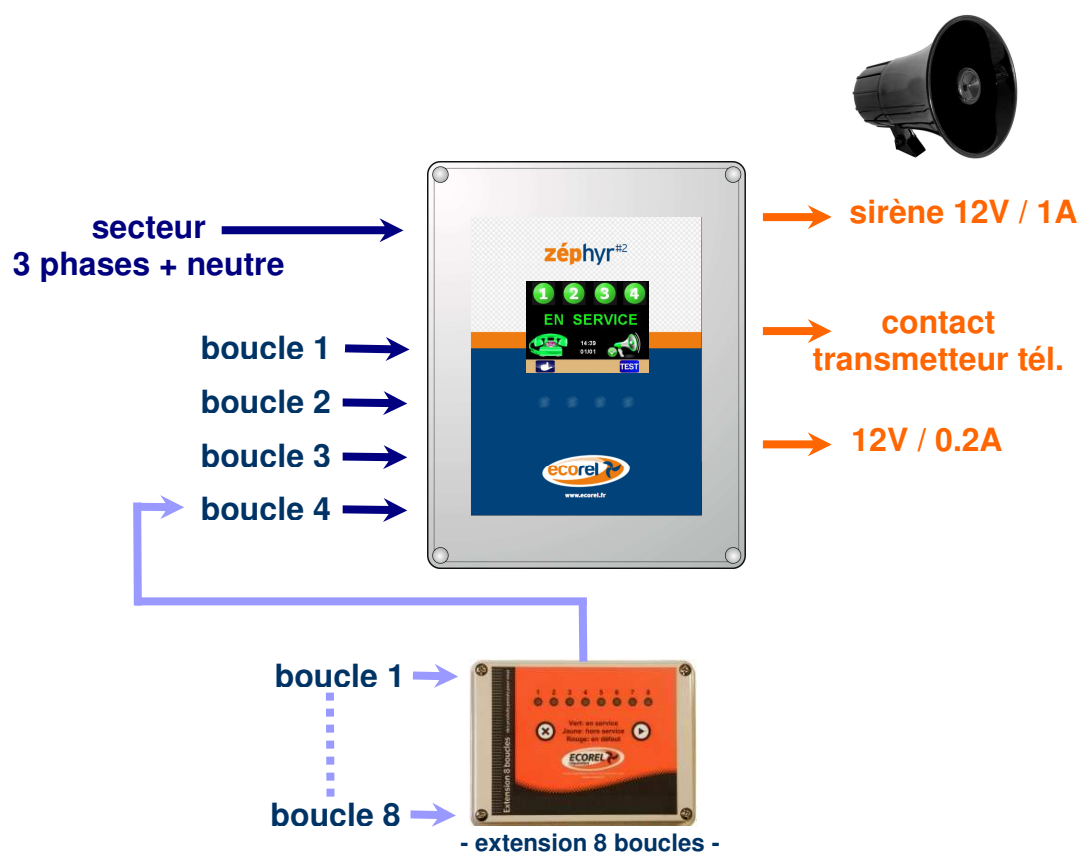 secteur
3 phases + neutre
boucle 1
boucle 2
boucle 3
boucle 4
zéphyr#2
1 2 3 4
EN SERVICE
14:39
01/01
TEST
ecorel
www.ecorel.fr
sirène 12V / 1A
contact
transmetteur tél.
12V / 0.2A
boucle 1
boucle 8
Extension 8 boucles
1 2 3 4 5 6 7 8
Vert: en service
Jaune: hors service
Rouge: en défaut
ECOREL
- extension 8 boucles -